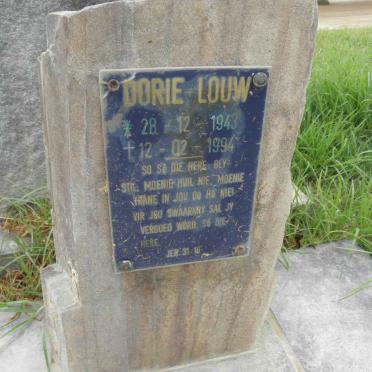 DORIE LOUW
* 28 - 12 - 1943
† 12 - 02 - 1994
SO SÊ DIE HERE: BLY
STIL, MOENIE HUIL NIE, MOENIE
TRANE IN JOU OË HÊ NIE!
VIR JOU SWAARKRY SAL JY
VERGOED WORD, SÊ DIE
HERE.
JER. 31:16